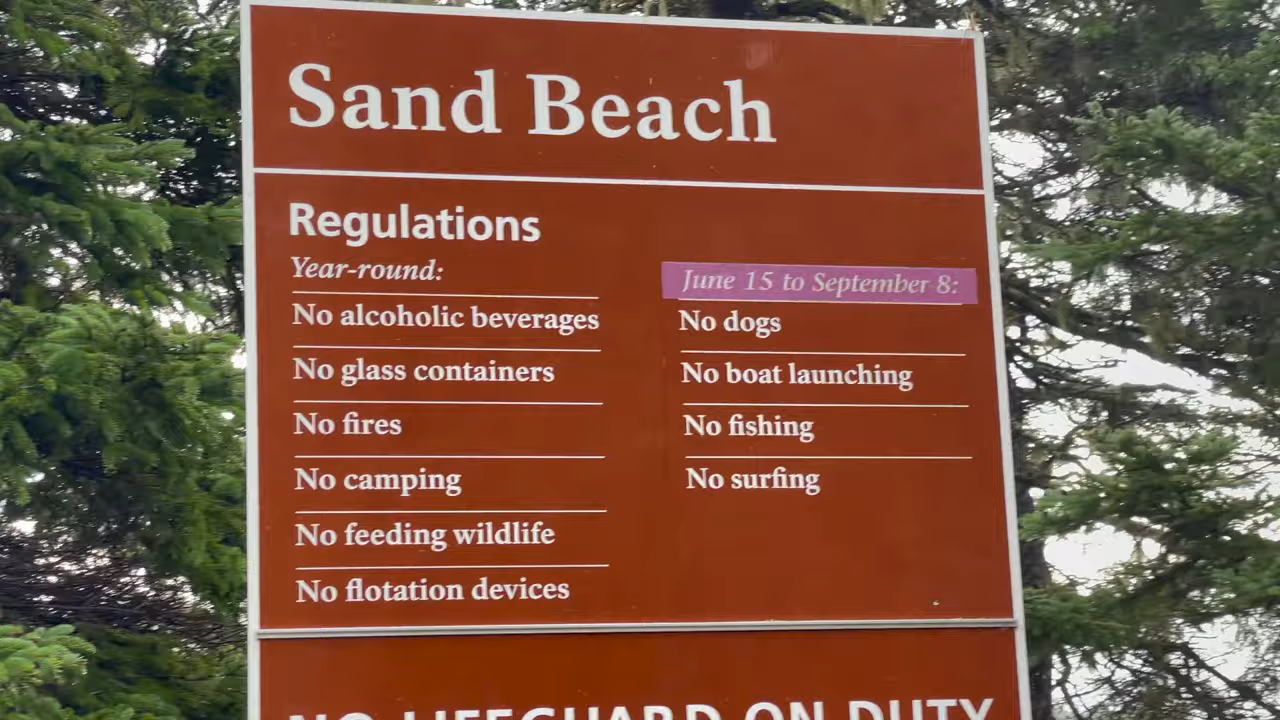 Sand Beach
Regulations
Year-round:
No alcoholic beverages
No glass containers
No fires
No camping
No feeding wildlife
No flotation devices
June 15 to September 8:
No dogs
No boat launching
No fishing
No surfing
NO LIFEGUARD ON DUTY